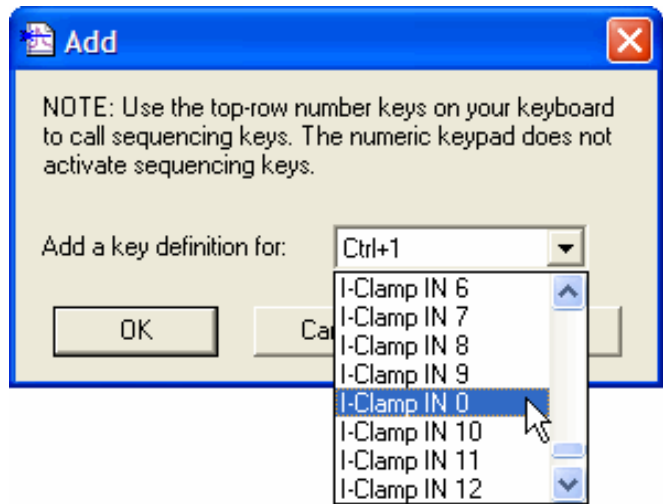 Add
NOTE: Use the top-row number keys on your keyboard
to call sequencing keys. The numeric keypad does not
activate sequencing keys.
Add a key definition for:
Ctrl+1
I-Clamp IN 6
I-Clamp IN 7
I-Clamp IN 8
I-Clamp IN 9
I-Clamp IN 0
I-Clamp IN 10
I-Clamp IN 11
I-Clamp IN 12
OK